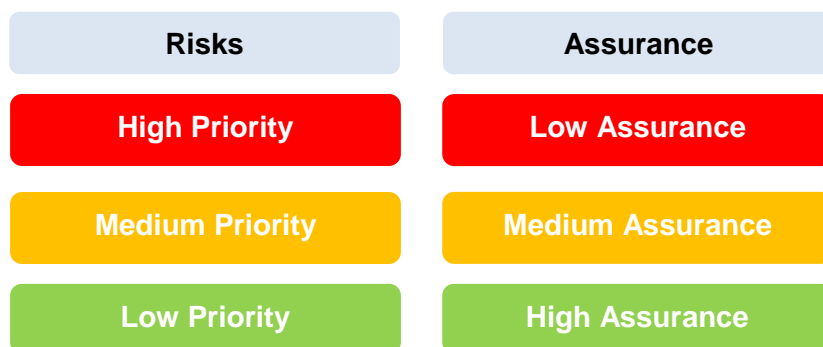 Risks
Assurance
High Priority
Low Assurance
Medium Priority
Medium Assurance
Low Priority
High Assurance